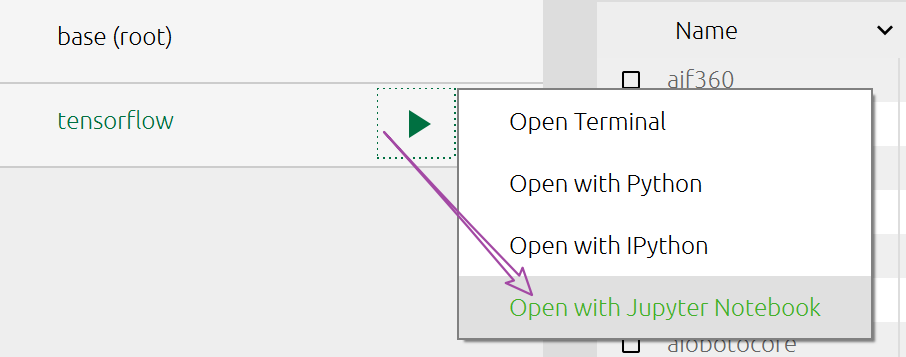 base (root)
Name
aif360
tensorflow
Open Terminal
Open with Python
Open with IPython
Open with Jupyter Notebook
aiobotocore